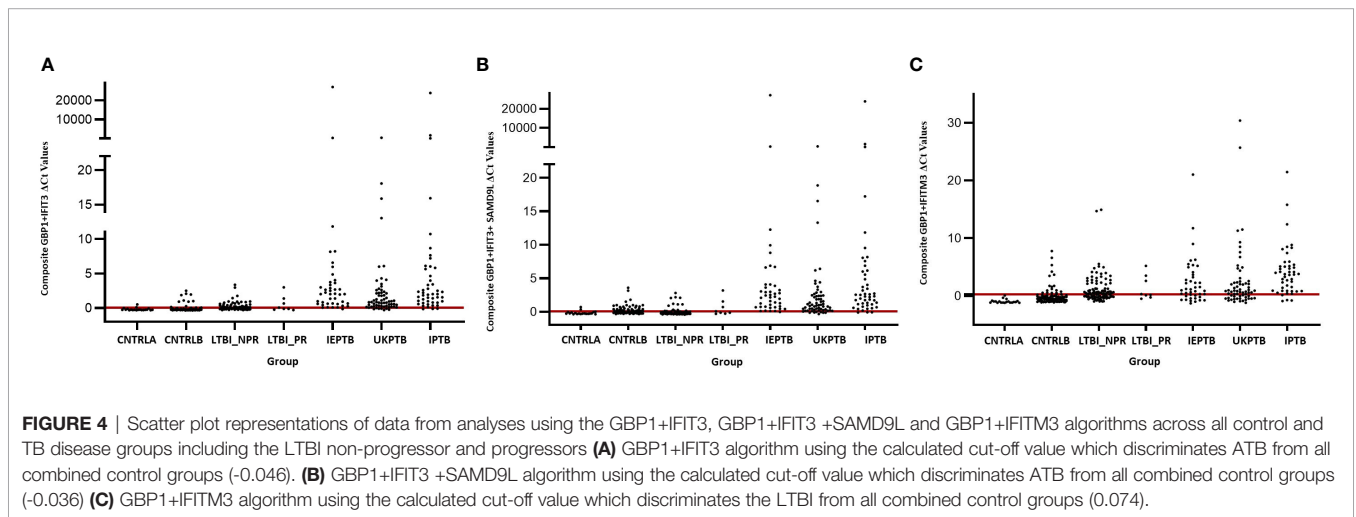 A
Composite GBP1+IFIT3 ΔCt Values
20000
10000
20
15
10
5
0
CNTRLA CNTRLB LTBI_NPR LTBI_PR IEPTB UKPTB IPTB
Group
B
Composite GBP1+IFIT3+ SAMD9L ΔCt Values
20000
10000
20
15
10
5
0
CNTRLA CNTRLB LTBI_NPR LTBI_PR IEPTB UKPTB IPTB
Group
C
Composite GBP1+IFITM3 ΔCt Values
30
20
10
0
CNTRLA CNTRLB LTBI_NPR LTBI_PR IEPTB UKPTB IPTB
Group
FIGURE 4 | Scatter plot representations of data from analyses using the GBP1+IFIT3, GBP1+IFIT3 +SAMD9L and GBP1+IFITM3 algorithms across all control and
TB disease groups including the LTBI non-progressor and progressors (A) GBP1+IFIT3 algorithm using the calculated cut-off value which discriminates ATB from all
combined control groups (-0.046). (B) GBP1+IFIT3 +SAMD9L algorithm using the calculated cut-off value which discriminates ATB from all combined control groups
(-0.036) (C) GBP1+IFITM3 algorithm using the calculated cut-off value which discriminates the LTBI from all combined control groups (0.074).